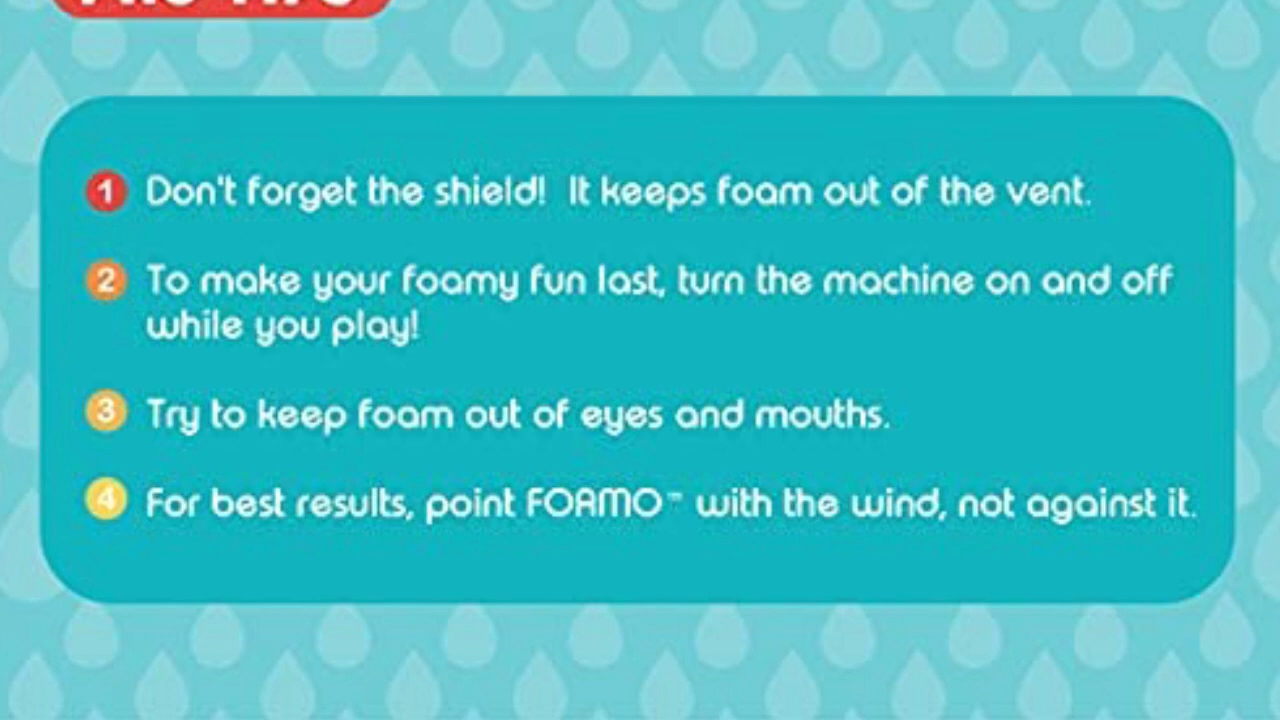 1 Don't forget the shield! It keeps foam out of the vent.
2 To make your foamy fun last, turn the machine on and off
while you play!
3 Try to keep foam out of eyes and mouths.
4 For best results, point FOAMO™ with the wind, not against it.